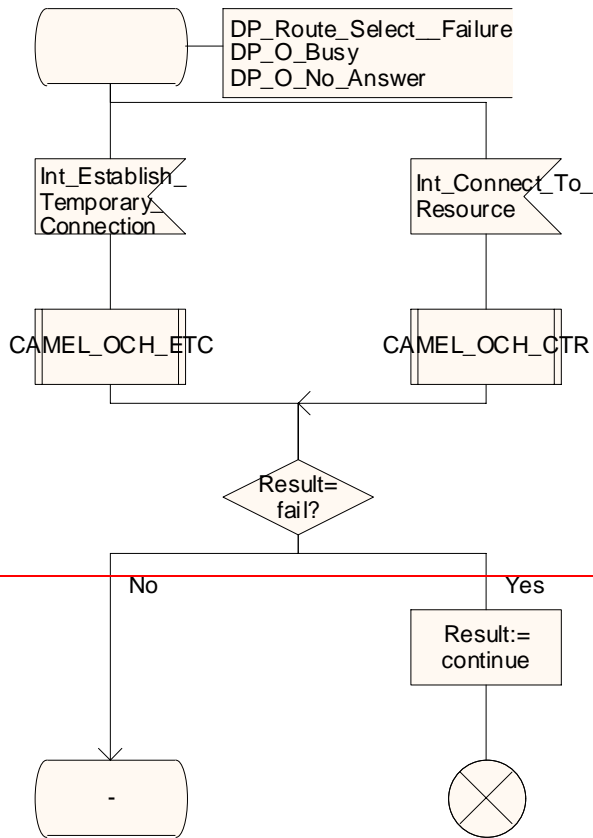 DP_Route_Select__Failure
DP_O_Busy
DP_O_No_Answer
Int_Establish_
Temporary_
Connection
Int_Connect_To_
Resource
CAMEL_OCH_ETC
CAMEL_OCH_CTR
Result=
fail?
No
Yes
Result:=
continue
-